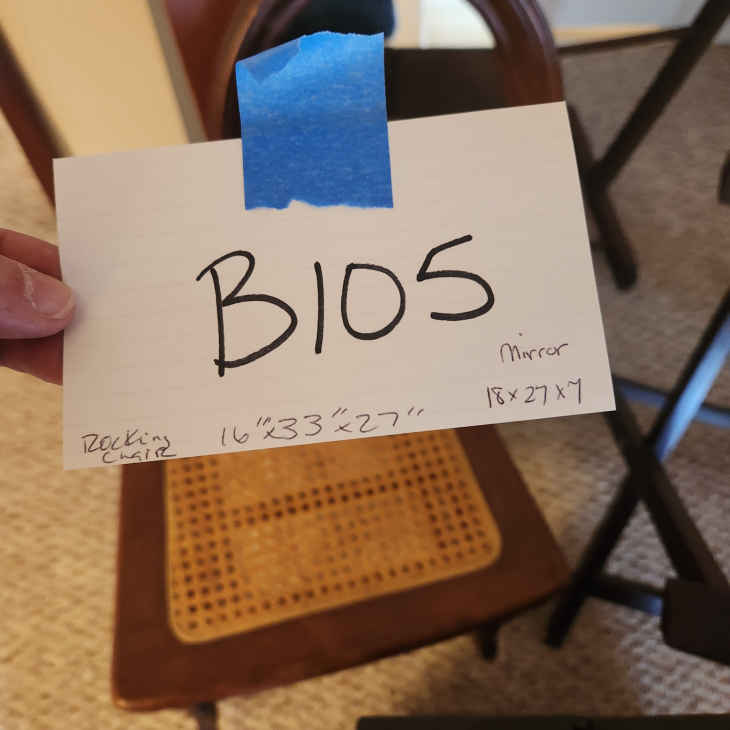 B105
Mirror
18x27x7
Rocking
Chair
16"x33"x27"